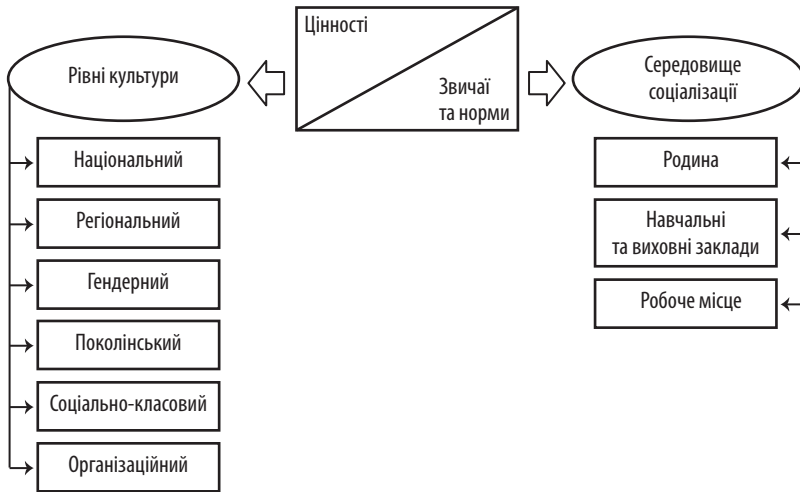 Цінності
Звичаї
та норми
Рівні культури
Національний
Регіональний
Гендерний
Поколінський
Соціально-класовий
Організаційний
Середовище
соціалізації
Родина
Навчальні
та виховні заклади
Робоче місце